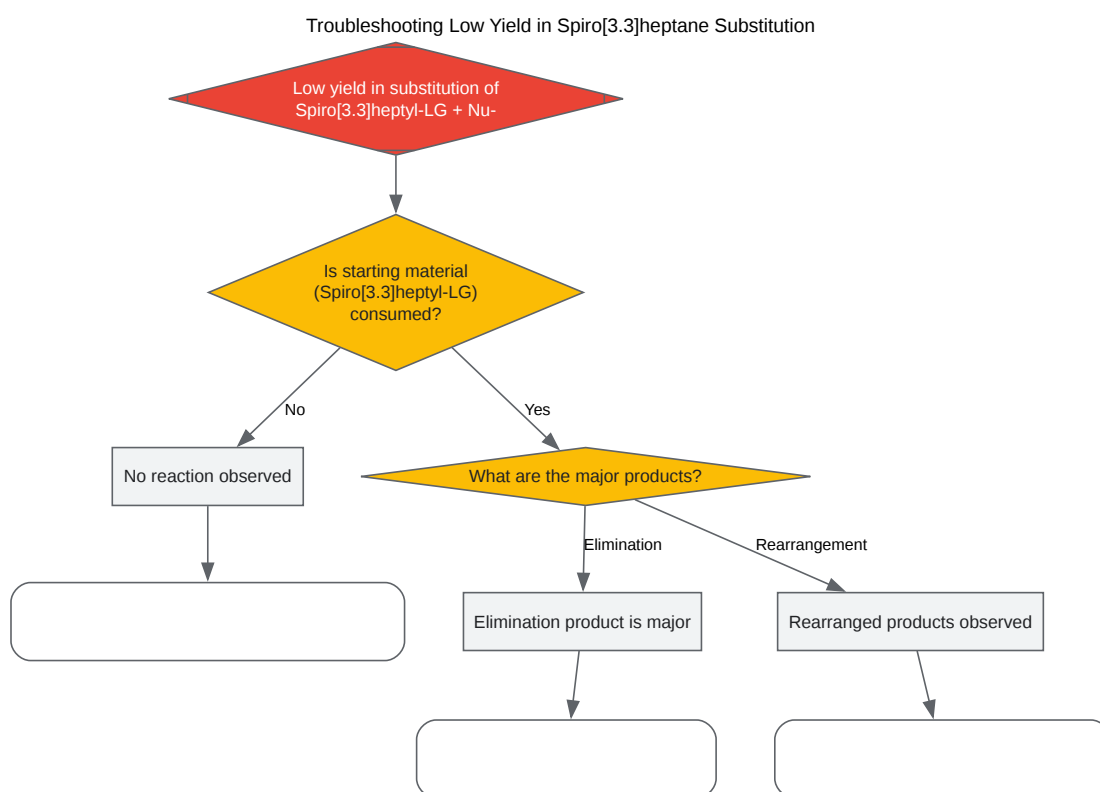 Troubleshooting Low Yield in Spiro[3.3]heptane Substitution
Low yield in substitution of
Spiro[3.3]heptyl-LG + Nu-
Is starting material
(Spiro[3.3]heptyl-LG)
consumed?
No
Yes
No reaction observed
What are the major products?
Elimination
Rearrangement
Elimination product is major
Rearranged products observed